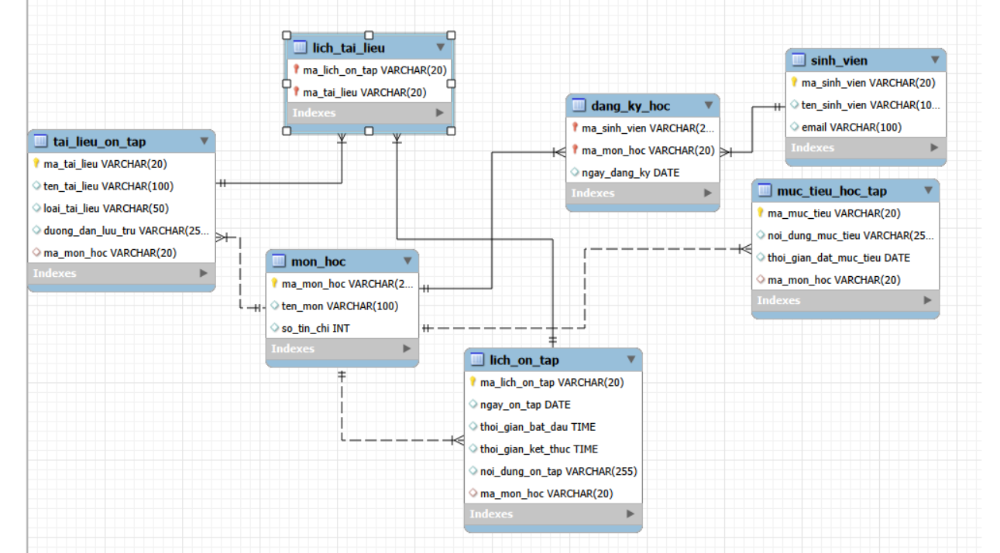 lich_tai_lieu
ma_lich_on_tap VARCHAR(20)
ma_tai_lieu VARCHAR(20)
Indexes
sinh_vien
ma_sinh_vien VARCHAR(20)
ten_sinh_vien VARCHAR(10...
email VARCHAR(100)
Indexes
dang_ky_hoc
ma_sinh_vien VARCHAR(2...
ma_mon_hoc VARCHAR(20)
ngay_dang_ky DATE
Indexes
tai_lieu_on_tap
ma_tai_lieu VARCHAR(20)
ten_tai_lieu VARCHAR(100)
loai_tai_lieu VARCHAR(50)
duong_dan_luu_tru VARCHAR(25...
ma_mon_hoc VARCHAR(20)
Indexes
muc_tieu_hoc_tap
ma_muc_tieu VARCHAR(20)
noi_dung_muc_tieu VARCHAR(25...
thoi_gian_dat_muc_tieu DATE
ma_mon_hoc VARCHAR(20)
Indexes
mon_hoc
ma_mon_hoc VARCHAR(2...
ten_mon VARCHAR(100)
so_tin_chi INT
Indexes
lich_on_tap
ma_lich_on_tap VARCHAR(20)
ngay_on_tap DATE
thoi_gian_bat_dau TIME
thoi_gian_ket_thuc TIME
noi_dung_on_tap VARCHAR(255)
ma_mon_hoc VARCHAR(20)
Indexes